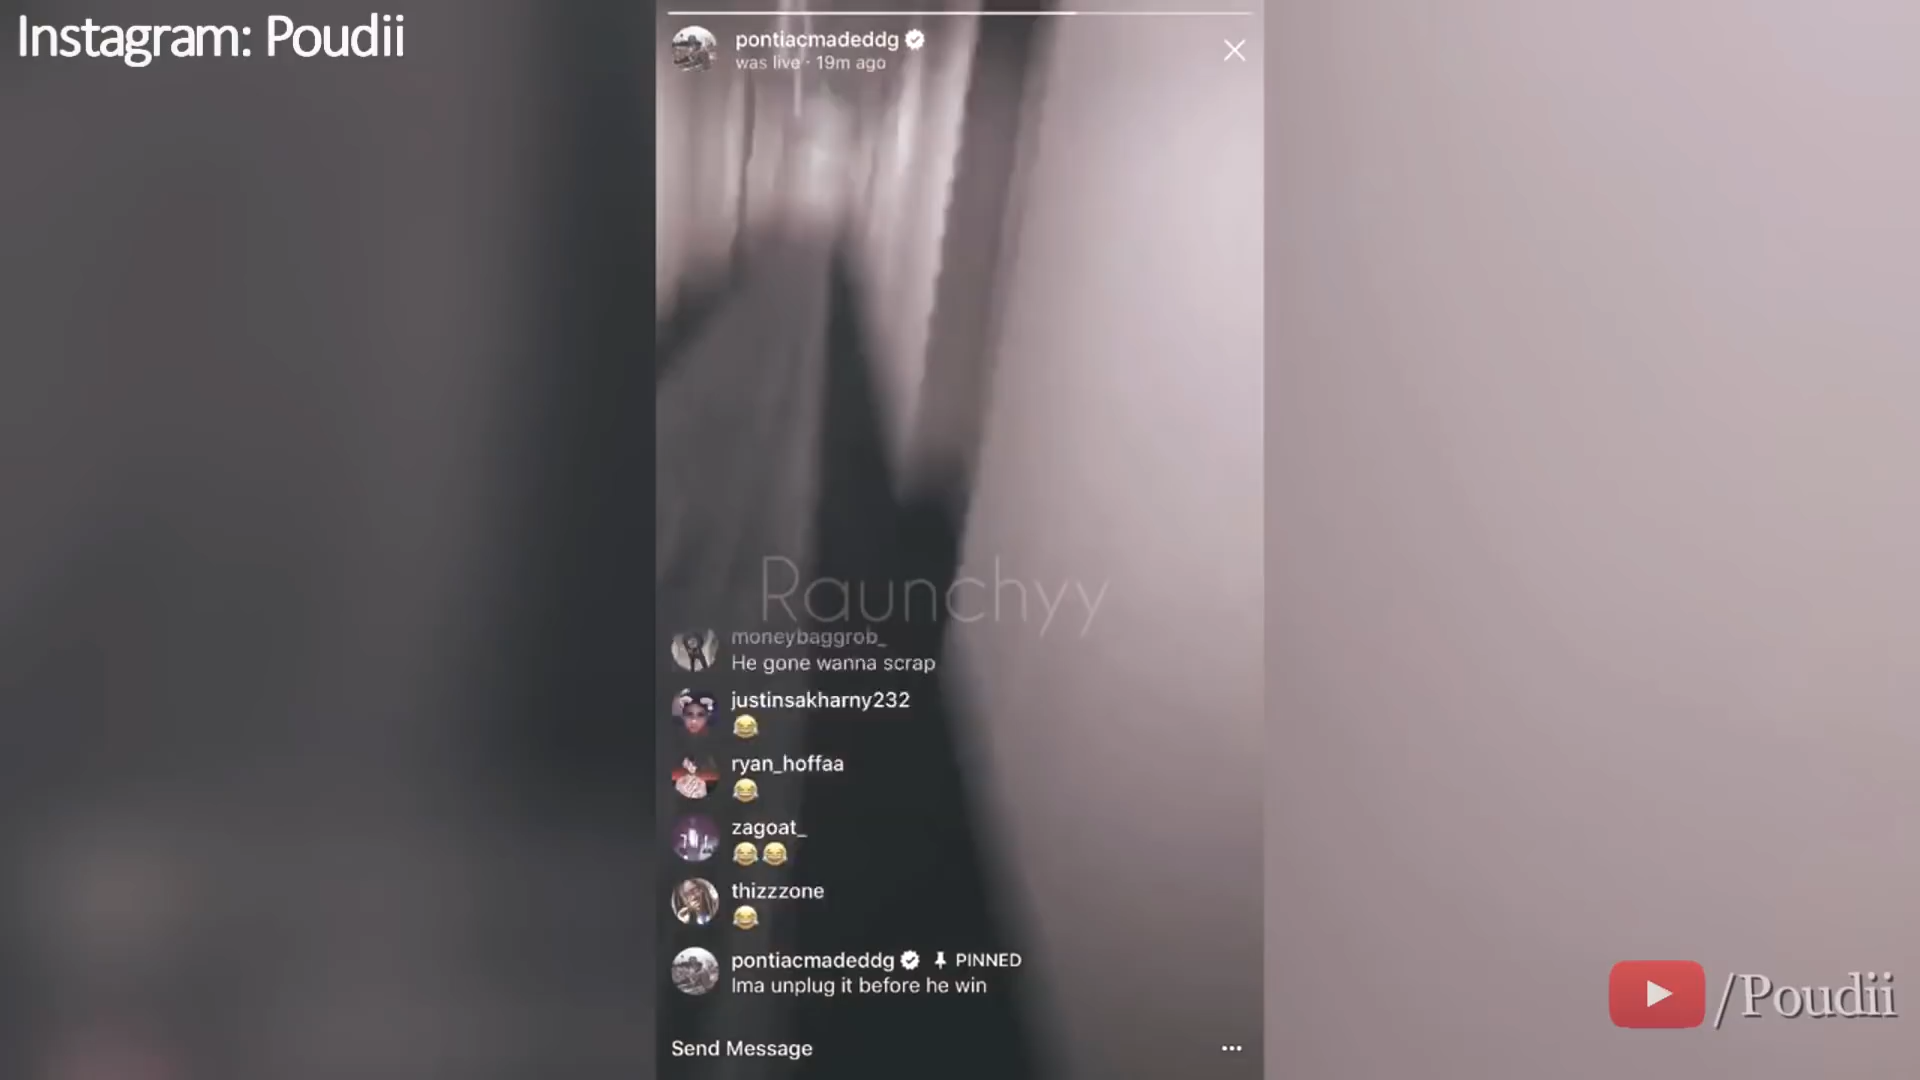 Instagram: Poudii
pontiacmadeddg
was live · 19m ago
Raunchyy
moneybaggrob_
He gone wanna scrap
justinsakharny232
😂
ryan_hoffaa
😂
zagoat_
😂😂
thizzzone
😂
pontiacmadeddg PINNED
Ima unplug it before he win
Send Message
/Poudii